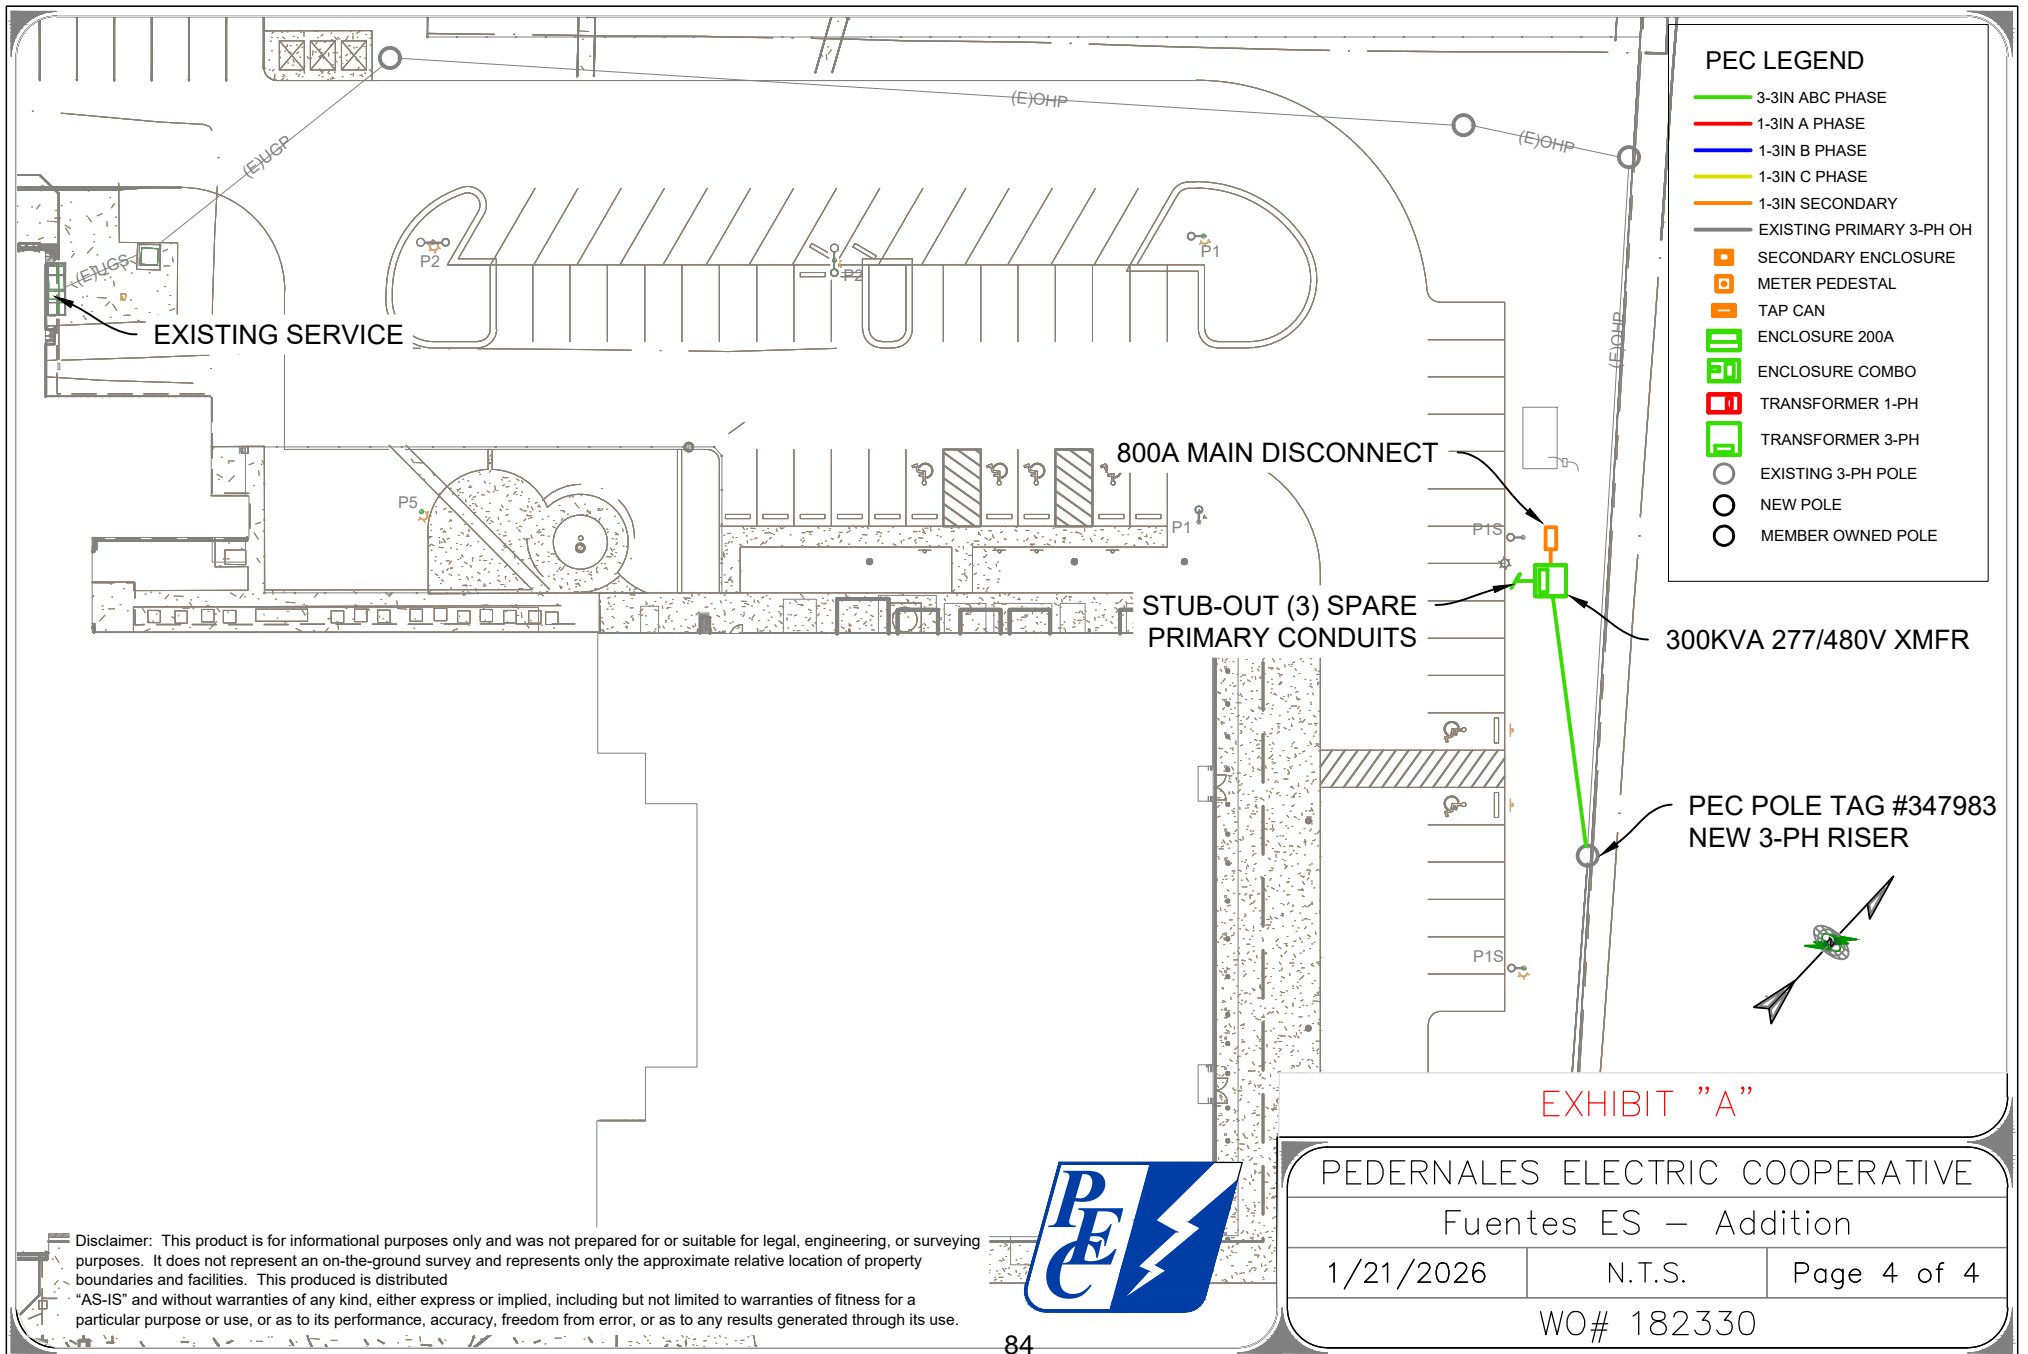 PEC LEGEND
3-3IN ABC PHASE
1-3IN A PHASE
1-3IN B PHASE
1-3IN C PHASE
1-3IN SECONDARY
EXISTING PRIMARY 3-PH OH
SECONDARY ENCLOSURE
METER PEDESTAL
TAP CAN
ENCLOSURE 200A
ENCLOSURE COMBO
TRANSFORMER 1-PH
TRANSFORMER 3-PH
EXISTING 3-PH POLE
NEW POLE
MEMBER OWNED POLE
(E)OHP
(E)OHP
(E)UGP
(E)UGS
(E)OHP
P2
P2
P1
EXISTING SERVICE
800A MAIN DISCONNECT
P5
P1
P1S
STUB-OUT (3) SPARE
PRIMARY CONDUITS
300KVA 277/480V XMFR
PEC POLE TAG #347983
NEW 3-PH RISER
P1S
EXHIBIT "A"
PEDERNALES ELECTRIC COOPERATIVE
Fuentes ES – Addition
1/21/2026
N.T.S.
Page 4 of 4
WO# 182330
PEC
Disclaimer: This product is for informational purposes only and was not prepared for or suitable for legal, engineering, or surveying
purposes. It does not represent an on-the-ground survey and represents only the approximate relative location of property
boundaries and facilities. This produced is distributed
“AS-IS” and without warranties of any kind, either express or implied, including but not limited to warranties of fitness for a
particular purpose or use, or as to its performance, accuracy, freedom from error, or as to any results generated through its use.
84